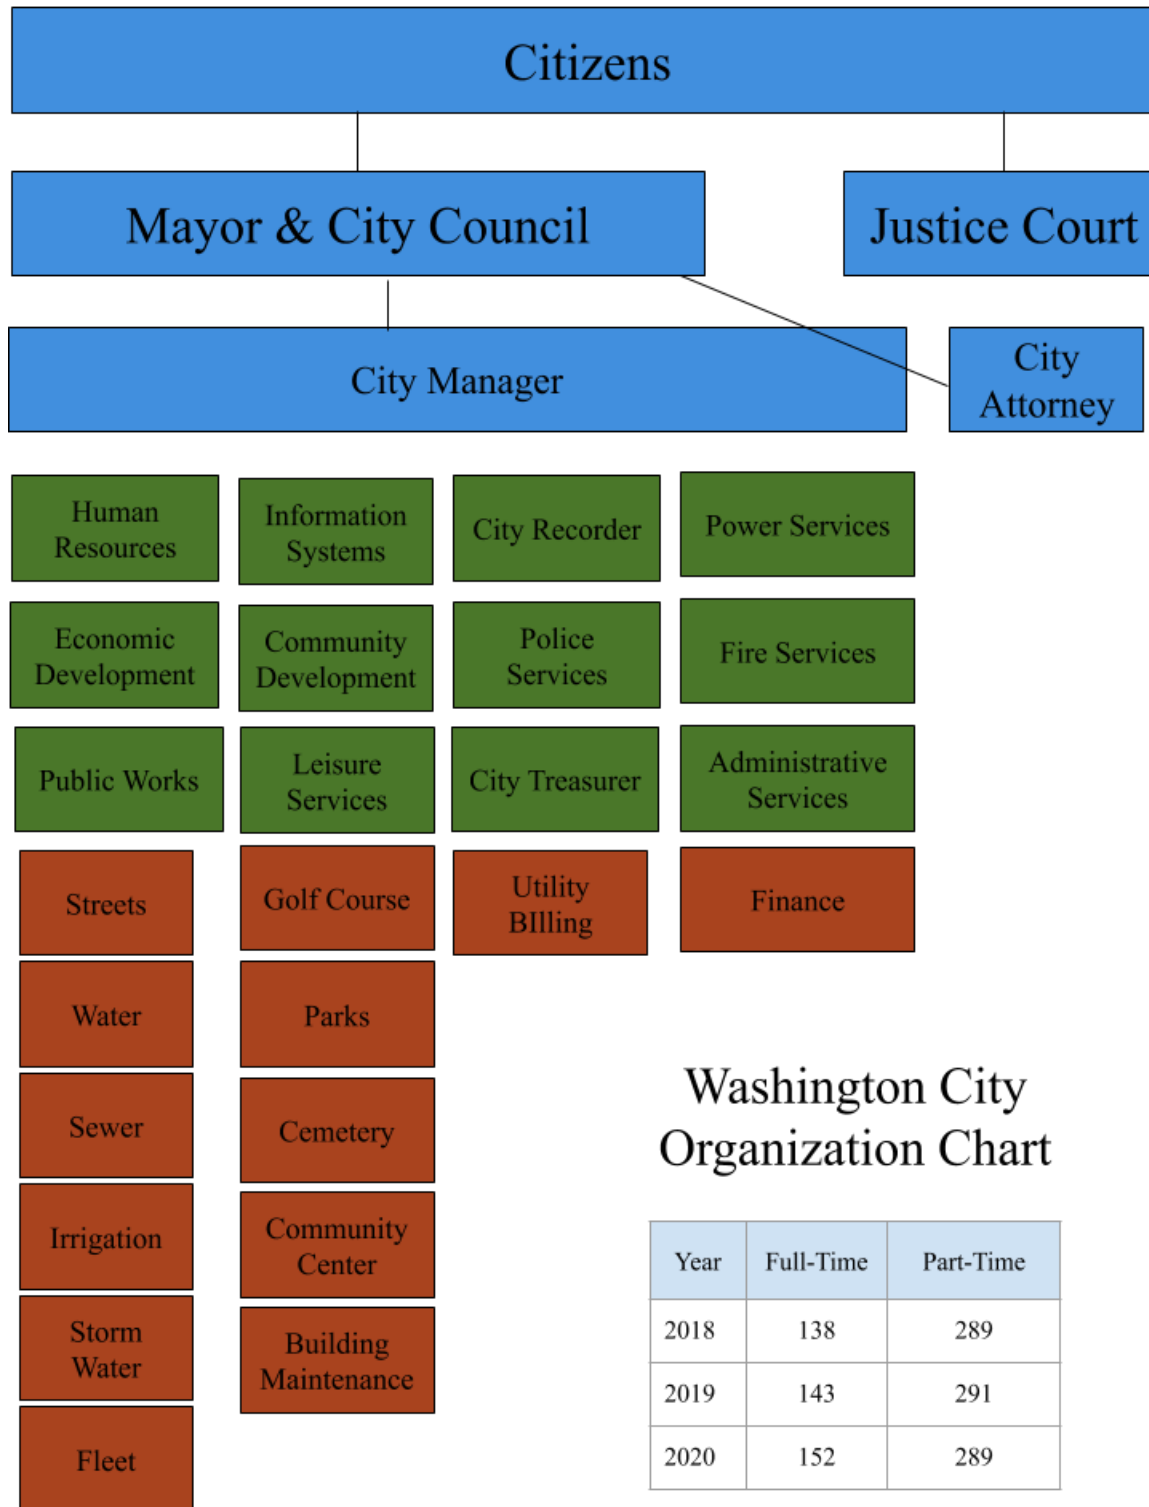 Citizens
Mayor & City Council
Justice Court
City Manager
City
Attorney
Human
Resources
Information
Systems
City Recorder
Power Services
Economic
Development
Community
Development
Police
Services
Fire Services
Public Works
Leisure
Services
City Treasurer
Administrative
Services
Streets
Golf Course
Utility
BIlling
Finance
Water
Parks
Sewer
Cemetery
Irrigation
Community
Center
Storm
Water
Building
Maintenance
Fleet
Washington City
Organization Chart
Year Full-Time Part-Time
2018 138 289
2019 143 291
2020 152 289